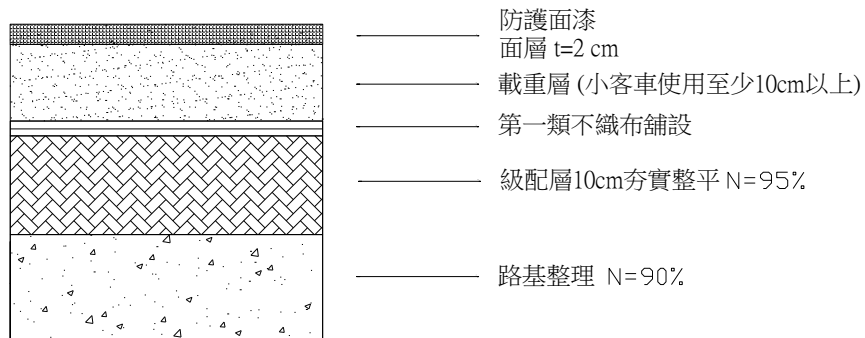 防護面漆
面層 t=2 cm
載重層 (小客車使用至少10cm以上)
第一類不織布舖設
級配層10cm夯實整平 N=95%
路基整理 N=90%